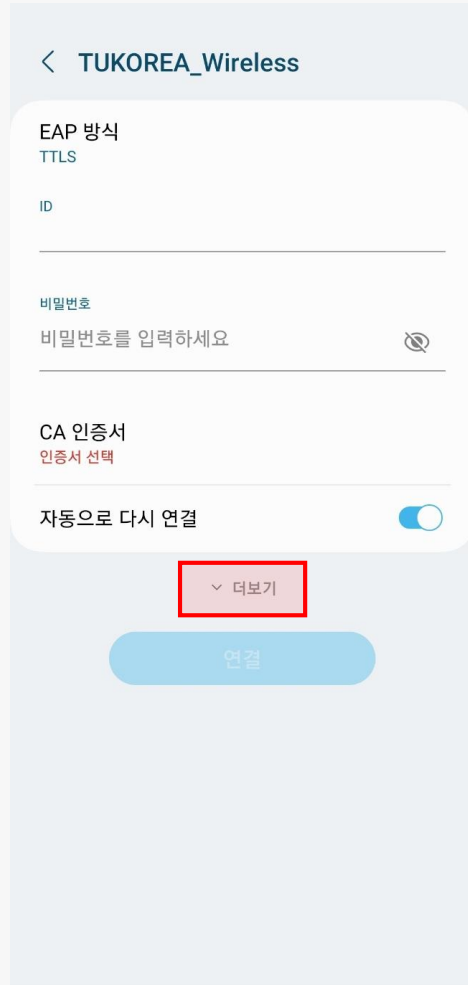 TUKOREA_Wireless
EAP 방식
TTLS
ID
비밀번호
비밀번호를 입력하세요
CA 인증서
인증서 선택
자동으로 다시 연결
더보기
연결